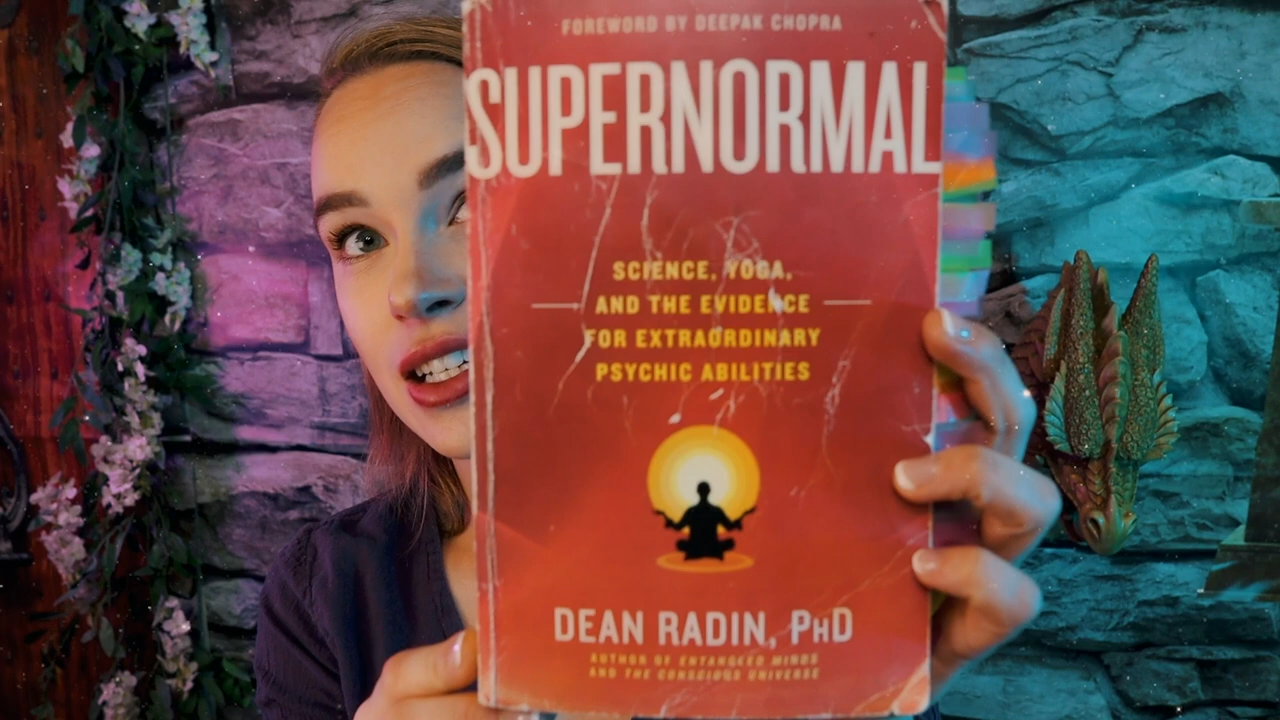 FOREWORD BY DEEPAK CHOPRA
SUPERNORMAL
SCIENCE, YOGA,
AND THE EVIDENCE
FOR EXTRAORDINARY
PSYCHIC ABILITIES
DEAN RADIN, PHD
AUTHOR OF ENTANGLED MINDS
AND THE CONSCIOUS UNIVERSE